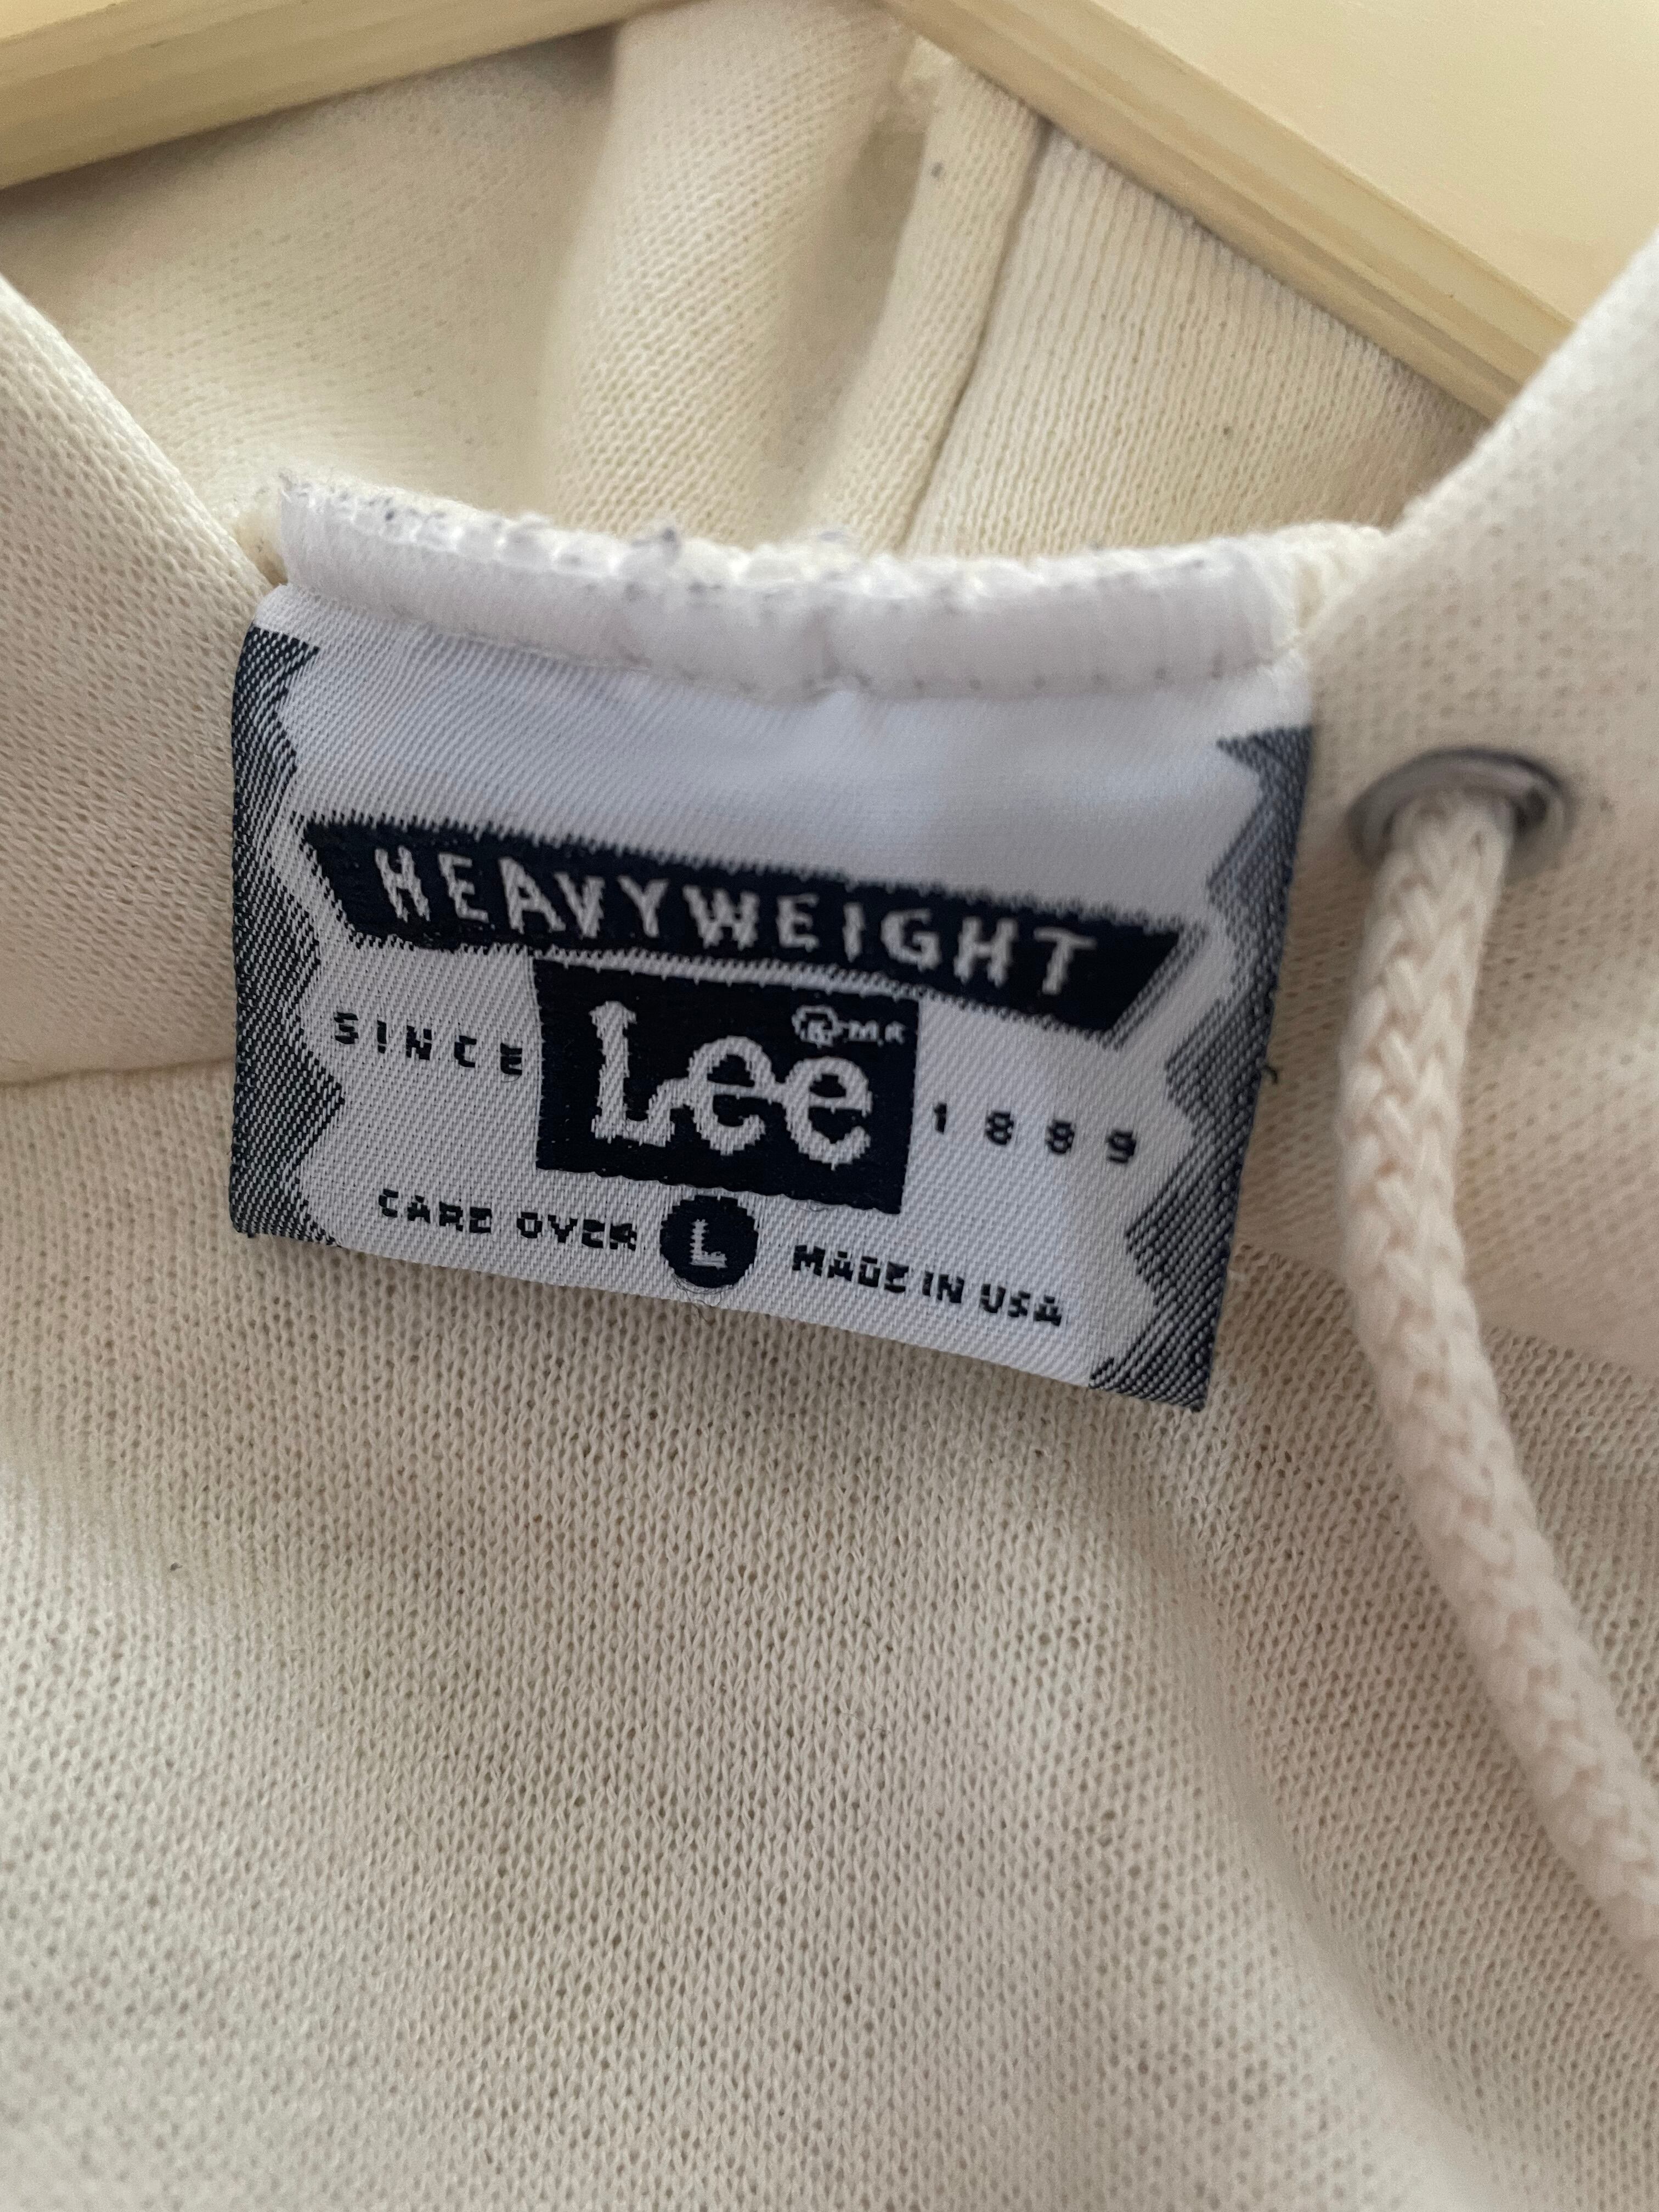 HEAVYWEIGHT
SINCE Lee ® M.R. 1889
CARE OVER L MADE IN USA